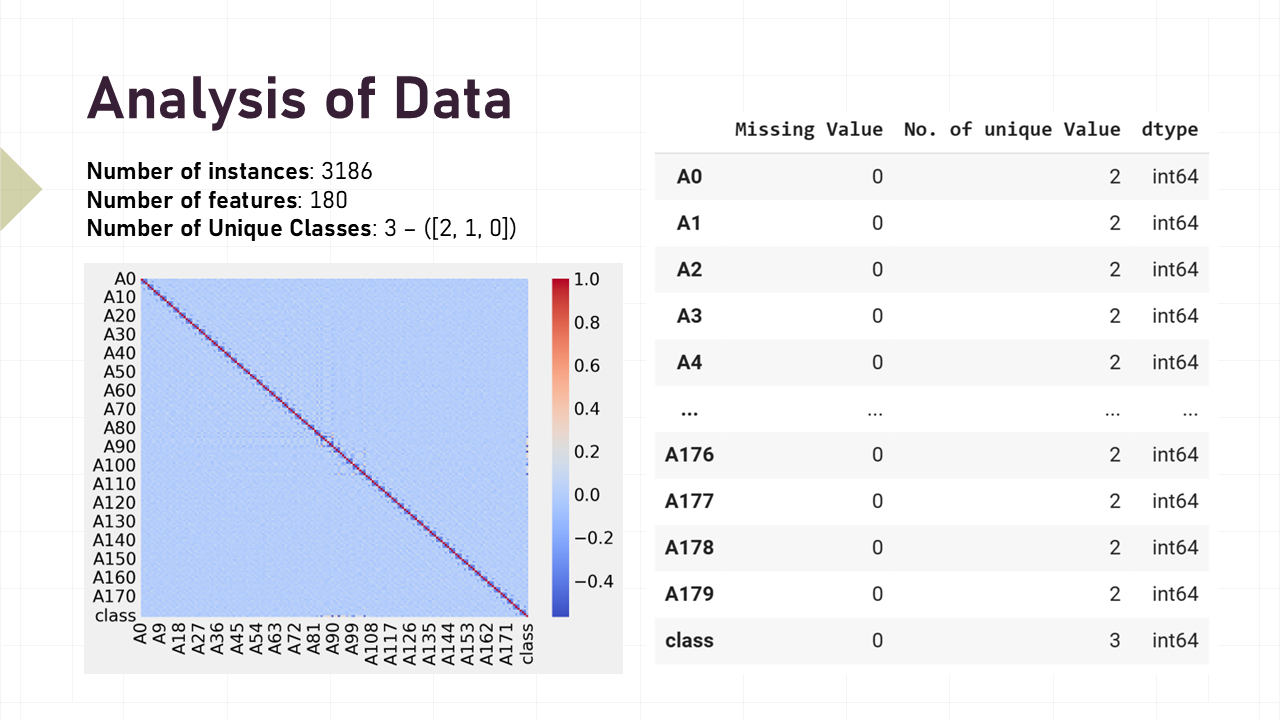 Analysis of Data
Number of instances: 3186
Number of features: 180
Number of Unique Classes: 3 – ([2, 1, 0])
A0
A10
A20
A30
A40
A50
A60
A70
A80
A90
A100
A110
A120
A130
A140
A150
A160
A170
class
A0 A9 A18 A27 A36 A45 A54 A63 A72 A81 A90 A99 A108 A117 A126 A135 A144 A153 A162 A171 class
1.0
0.8
0.6
0.4
0.2
0.0
−0.2
−0.4
Missing Value No. of unique Value dtype
A0 0 2 int64
A1 0 2 int64
A2 0 2 int64
A3 0 2 int64
A4 0 2 int64
... ... ... ...
A176 0 2 int64
A177 0 2 int64
A178 0 2 int64
A179 0 2 int64
class 0 3 int64